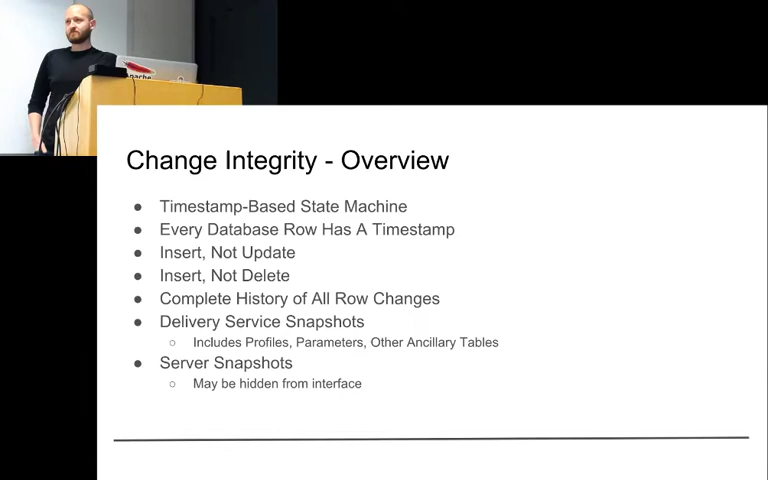 Apache
Change Integrity - Overview
● Timestamp-Based State Machine
● Every Database Row Has A Timestamp
● Insert, Not Update
● Insert, Not Delete
● Complete History of All Row Changes
● Delivery Service Snapshots
○ Includes Profiles, Parameters, Other Ancillary Tables
● Server Snapshots
○ May be hidden from interface